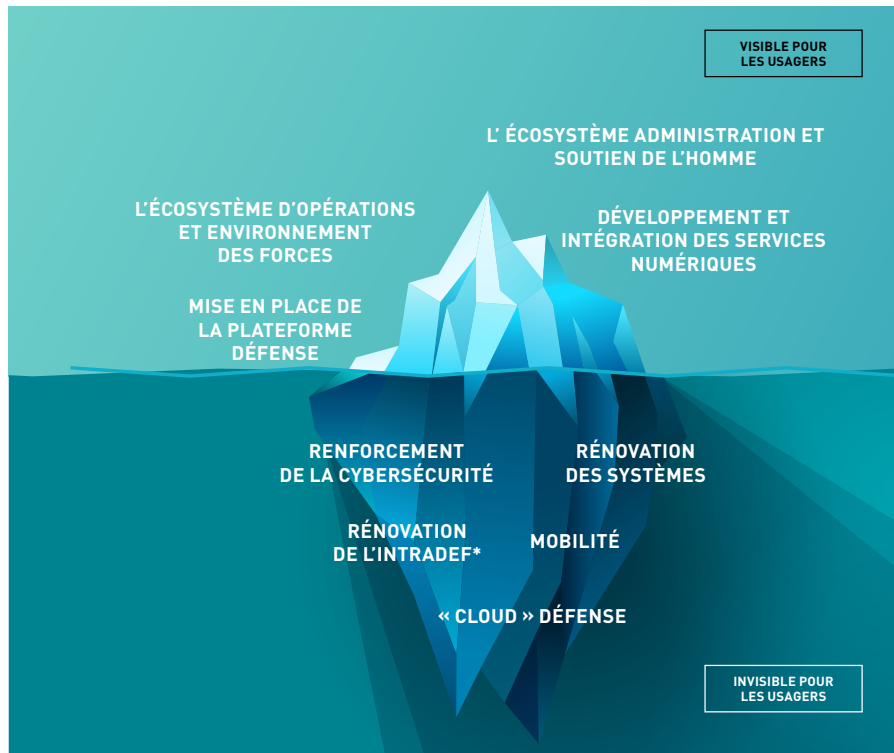 VISIBLE POUR
LES USAGERS
L’ ÉCOSYSTÈME ADMINISTRATION ET
SOUTIEN DE L’HOMME
L’ÉCOSYSTÈME D’OPÉRATIONS
ET ENVIRONNEMENT
DES FORCES
DÉVELOPPEMENT ET
INTÉGRATION DES SERVICES
NUMÉRIQUES
MISE EN PLACE DE
LA PLATEFORME
DÉFENSE
RENFORCEMENT
DE LA CYBERSÉCURITÉ
RÉNOVATION
DES SYSTÈMES
RÉNOVATION
DE L’INTRADEF*
MOBILITÉ
« CLOUD » DÉFENSE
INVISIBLE POUR
LES USAGERS